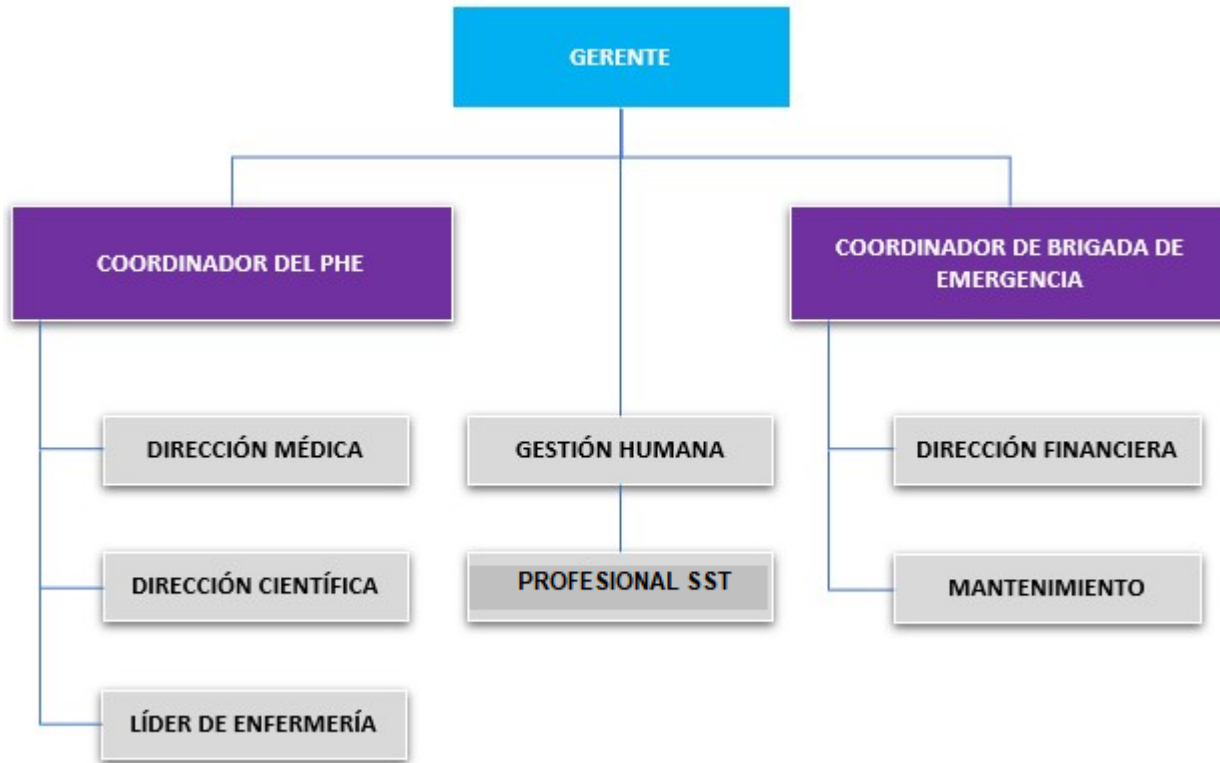 GERENTE
COORDINADOR DEL PHE
COORDINADOR DE BRIGADA DE
EMERGENCIA
DIRECCIÓN MÉDICA
GESTIÓN HUMANA
DIRECCIÓN FINANCIERA
DIRECCIÓN CIENTÍFICA
PROFESIONAL SST
MANTENIMIENTO
LÍDER DE ENFERMERÍA